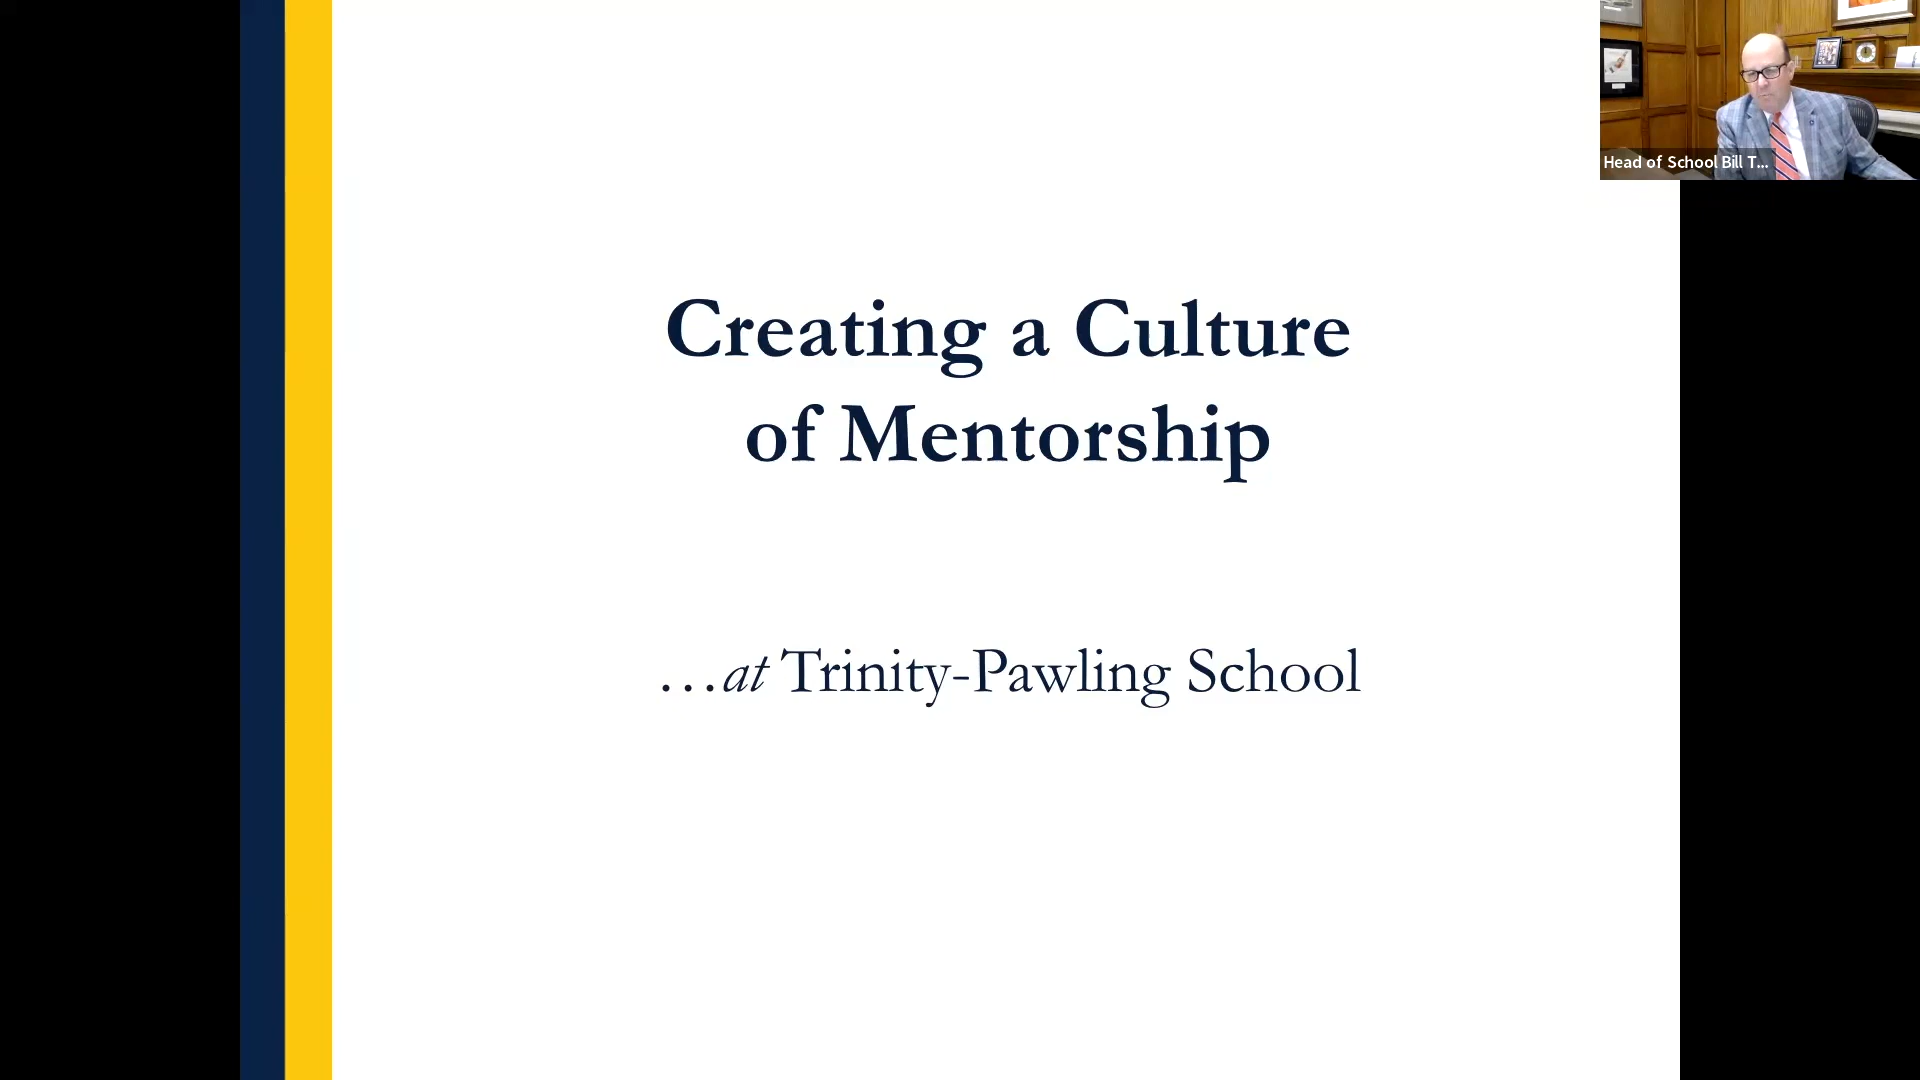 Creating a Culture
of Mentorship
…at Trinity-Pawling School
Head of School Bill T...